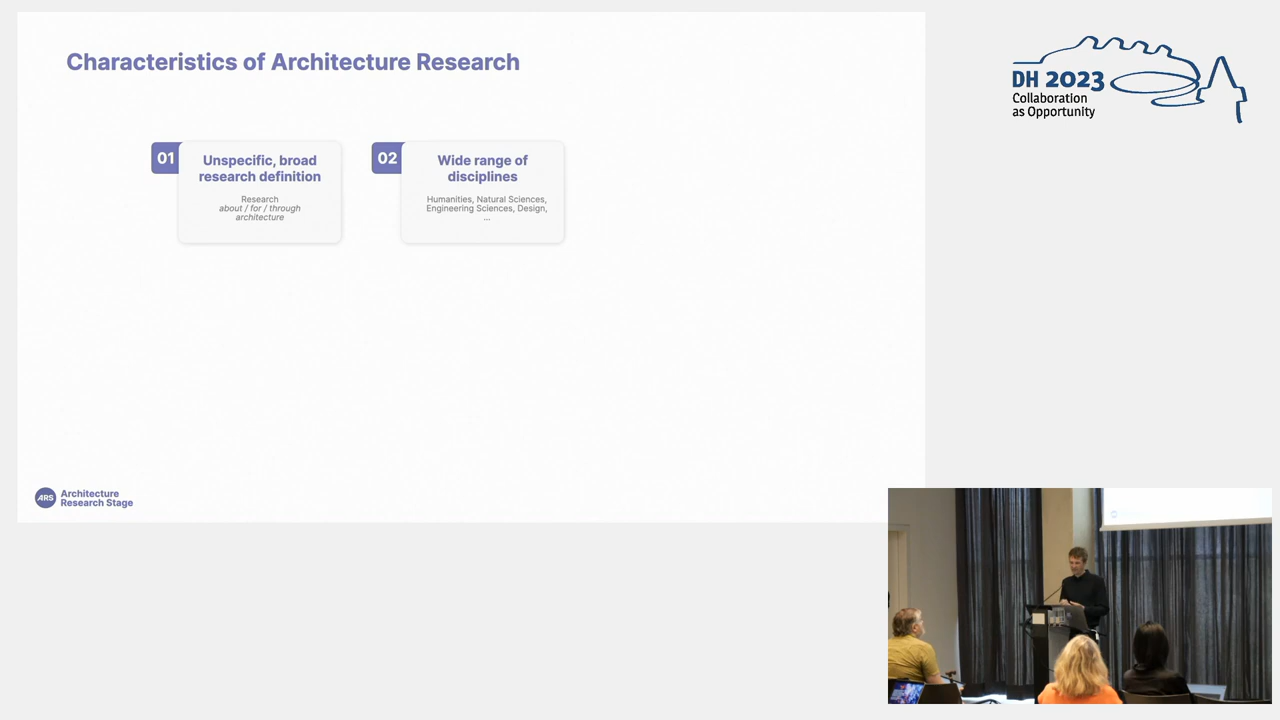 Characteristics of Architecture Research
01
Unspecific, broad
research definition
Research
about / for / through
architecture
02
Wide range of
disciplines
Humanities, Natural Sciences,
Engineering Sciences, Design,
...
ARS
Architecture
Research Stage
DH 2023
Collaboration
as Opportunity